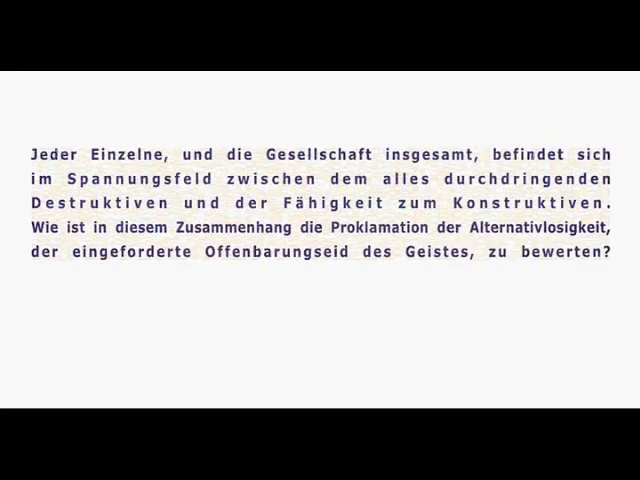 Jeder Einzelne, und die Gesellschaft insgesamt, befindet sich
im Spannungsfeld zwischen dem alles durchdringenden
Destruktiven und der Fähigkeit zum Konstruktiven.
Wie ist in diesem Zusammenhang die Proklamation der Alternativlosigkeit,
der eingeforderte Offenbarungseid des Geistes, zu bewerten?